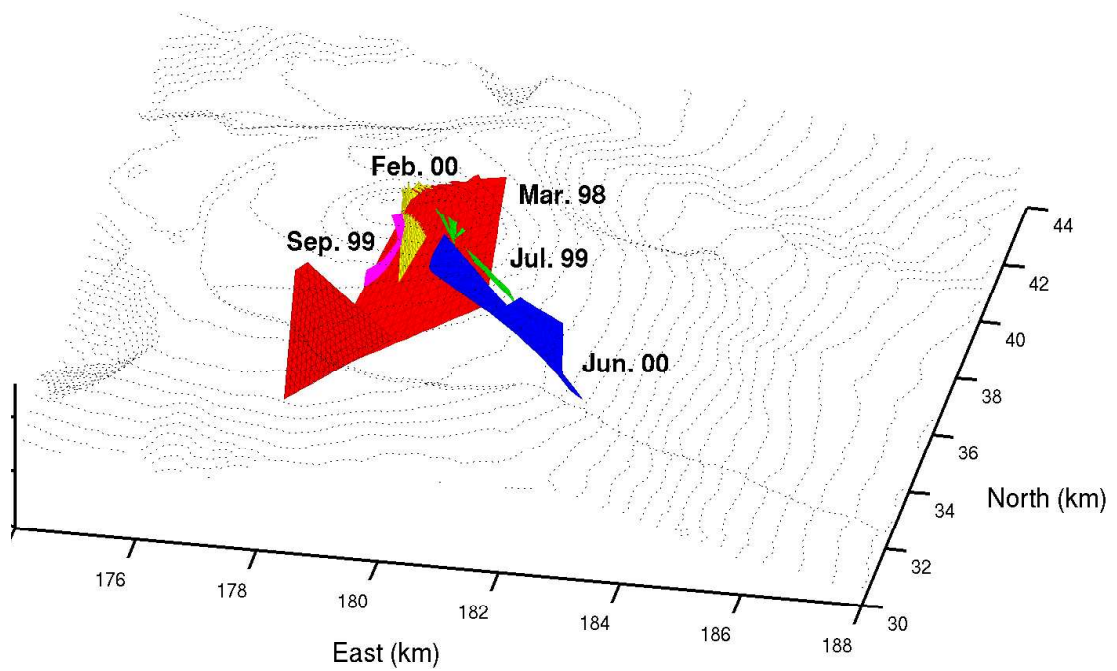 Feb. 00
Mar. 98
Sep. 99
Jul. 99
Jun. 00
44
42
40
38
36
34
32
30
North (km)
176
178
180
182
184
186
188
East (km)